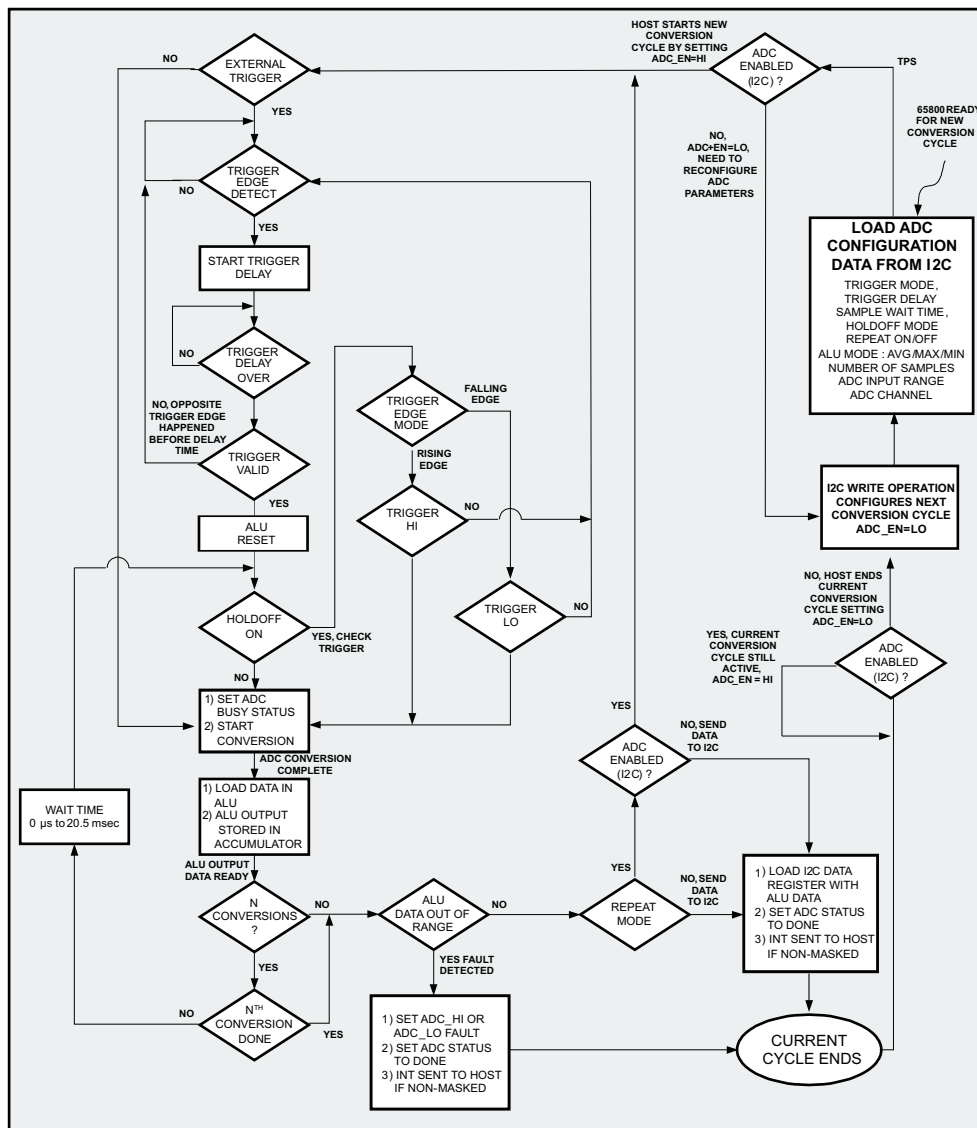 HOST STARTS NEW
CONVERSION
CYCLE BY SETTING
ADC_EN=HI
NO
EXTERNAL
TRIGGER
YES
ADC
ENABLED
(I2C) ?
TPS
65800 READY
FOR NEW
CONVERSION
CYCLE
NO,
ADC+EN=LO,
NEED TO
RECONFIGURE
ADC
PARAMETERS
TRIGGER
EDGE
DETECT
NO
YES
START TRIGGER
DELAY
LOAD ADC
CONFIGURATION
DATA FROM I2C
TRIGGER MODE,
TRIGGER DELAY
SAMPLE WAIT TIME,
HOLDOFF MODE
REPEAT ON/OFF
ALU MODE : AVG/MAX/MIN
NUMBER OF SAMPLES
ADC INPUT RANGE
ADC CHANNEL
TRIGGER
DELAY
OVER
NO
NO, OPPOSITE
TRIGGER EDGE
HAPPENED
BEFORE DELAY
TIME
TRIGGER
VALID
YES
TRIGGER
EDGE
MODE
FALLING
EDGE
RISING
EDGE
TRIGGER
HI
NO
I2C WRITE OPERATION
CONFIGURES NEXT
CONVERSION CYCLE
ADC_EN=LO
ALU
RESET
HOLDOFF
ON
YES, CHECK
TRIGGER
NO
TRIGGER
LO
NO
NO, HOST ENDS
CURRENT
CONVERSION
CYCLE SETTING
ADC_EN=LO
YES, CURRENT
CONVERSION
CYCLE STILL
ACTIVE,
ADC_EN = HI
ADC
ENABLED
(I2C) ?
1) SET ADC
BUSY STATUS
2) START
CONVERSION
ADC CONVERSION
COMPLETE
YES
NO, SEND
DATA
TO I2C
ADC
ENABLED
(I2C) ?
WAIT TIME
0 µs to 20.5 msec
1) LOAD DATA IN
ALU
2) ALU OUTPUT
STORED IN
ACCUMULATOR
ALU OUTPUT
DATA READY
N
CONVERSIONS
?
NO
YES
ALU
DATA OUT OF
RANGE
NO
YES FAULT
DETECTED
YES
REPEAT
MODE
NO, SEND
DATA
TO I2C
1) LOAD I2C DATA
REGISTER WITH
ALU DATA
2) SET ADC STATUS
TO DONE
3) INT SENT TO HOST
IF NON-MASKED
NO
NTH
CONVERSION
DONE
YES
1) SET ADC_HI OR
ADC_LO FAULT
2) SET ADC STATUS
TO DONE
3) INT SENT TO HOST
IF NON-MASKED
CURRENT
CYCLE ENDS